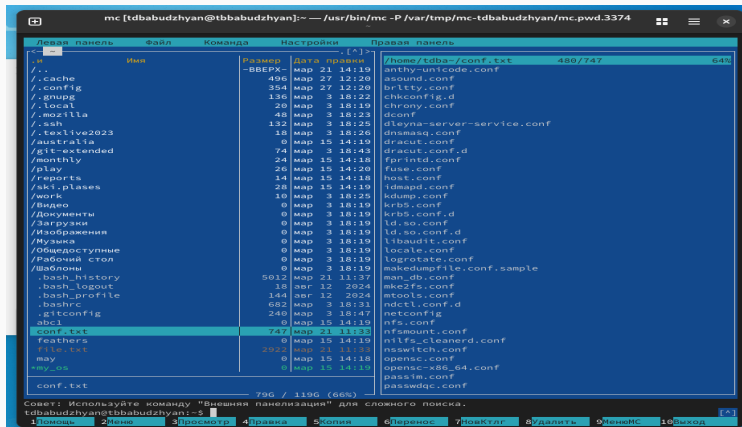 mc [tdbabudzhyan@tbbabudzhyan]:~ — /usr/bin/mc -P /var/tmp/mc-tdbabudzhyan/mc.pwd.3374
Левая панель Файл Команда Настройки Правая панель
<— ~ .[^]>
.и Имя Размер Дата правки /home/tdba~/conf.txt 480/747 64%
/.. -ВВЕРХ- мар 21 14:19 anthy-unicode.conf
/.cache 496 мар 27 12:20 asound.conf
/.config 354 мар 27 12:20 brltty.conf
/.gnupg 136 мар 3 18:22 chkconfig.d
/.local 20 мар 3 18:19 chrony.conf
/.mozilla 48 мар 3 18:23 dconf
/.ssh 132 мар 3 18:25 dleyna-server-service.conf
/.texlive2023 18 мар 3 18:26 dnsmasq.conf
/australia 0 мар 15 14:19 dracut.conf
/git-extended 74 мар 3 18:43 dracut.conf.d
/monthly 24 мар 15 14:18 fprintd.conf
/play 26 мар 15 14:20 fuse.conf
/reports 14 мар 15 14:18 host.conf
/ski.plases 28 мар 15 14:19 idmapd.conf
/work 10 мар 3 18:25 kdump.conf
/Видео 0 мар 3 18:19 krb5.conf
/Документы 0 мар 3 18:19 krb5.conf.d
/Загрузки 0 мар 3 18:19 ld.so.conf
/Изображения 0 мар 3 18:19 ld.so.conf.d
/Музыка 0 мар 3 18:19 libaudit.conf
/Общедоступные 0 мар 3 18:19 locale.conf
/Рабочий стол 0 мар 3 18:19 logrotate.conf
/Шаблоны 0 мар 3 18:19 makedumpfile.conf.sample
.bash_history 5012 мар 21 11:37 man_db.conf
.bash_logout 18 авг 12 2024 mke2fs.conf
.bash_profile 144 авг 12 2024 mtools.conf
.bashrc 682 мар 3 18:31 ndctl.conf.d
.gitconfig 240 мар 3 18:47 netconfig
abc1 0 мар 15 14:19 nfs.conf
conf.txt 747 мар 21 11:33 nfsmount.conf
feathers 0 мар 15 14:19 nilfs_cleanerd.conf
file.txt 2922 мар 21 11:33 nsswitch.conf
may 0 мар 15 14:18 opensc.conf
*my_os 0 мар 15 14:19 opensc-x86_64.conf
passim.conf
conf.txt passwdqc.conf
79G / 119G (66%)
Совет: Используйте команду "Внешняя панелизация" для сложного поиска.
tdbabudzhyan@tbbabudzhyan:~$ [^]
1Помощь 2Меню 3Просмотр 4Правка 5Копия 6Перенос 7НовКтлг 8Удалить 9МенюMC 10Выход